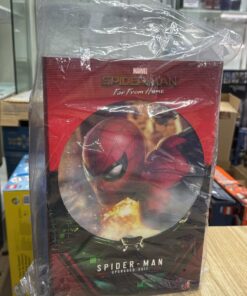 MARVEL
SPIDER-MAN
Far From Home
SPIDER-MAN
UPGRADED SUIT